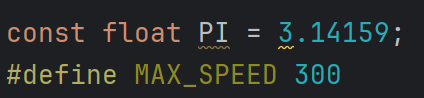 const float PI = 3.14159;
#define MAX_SPEED 300